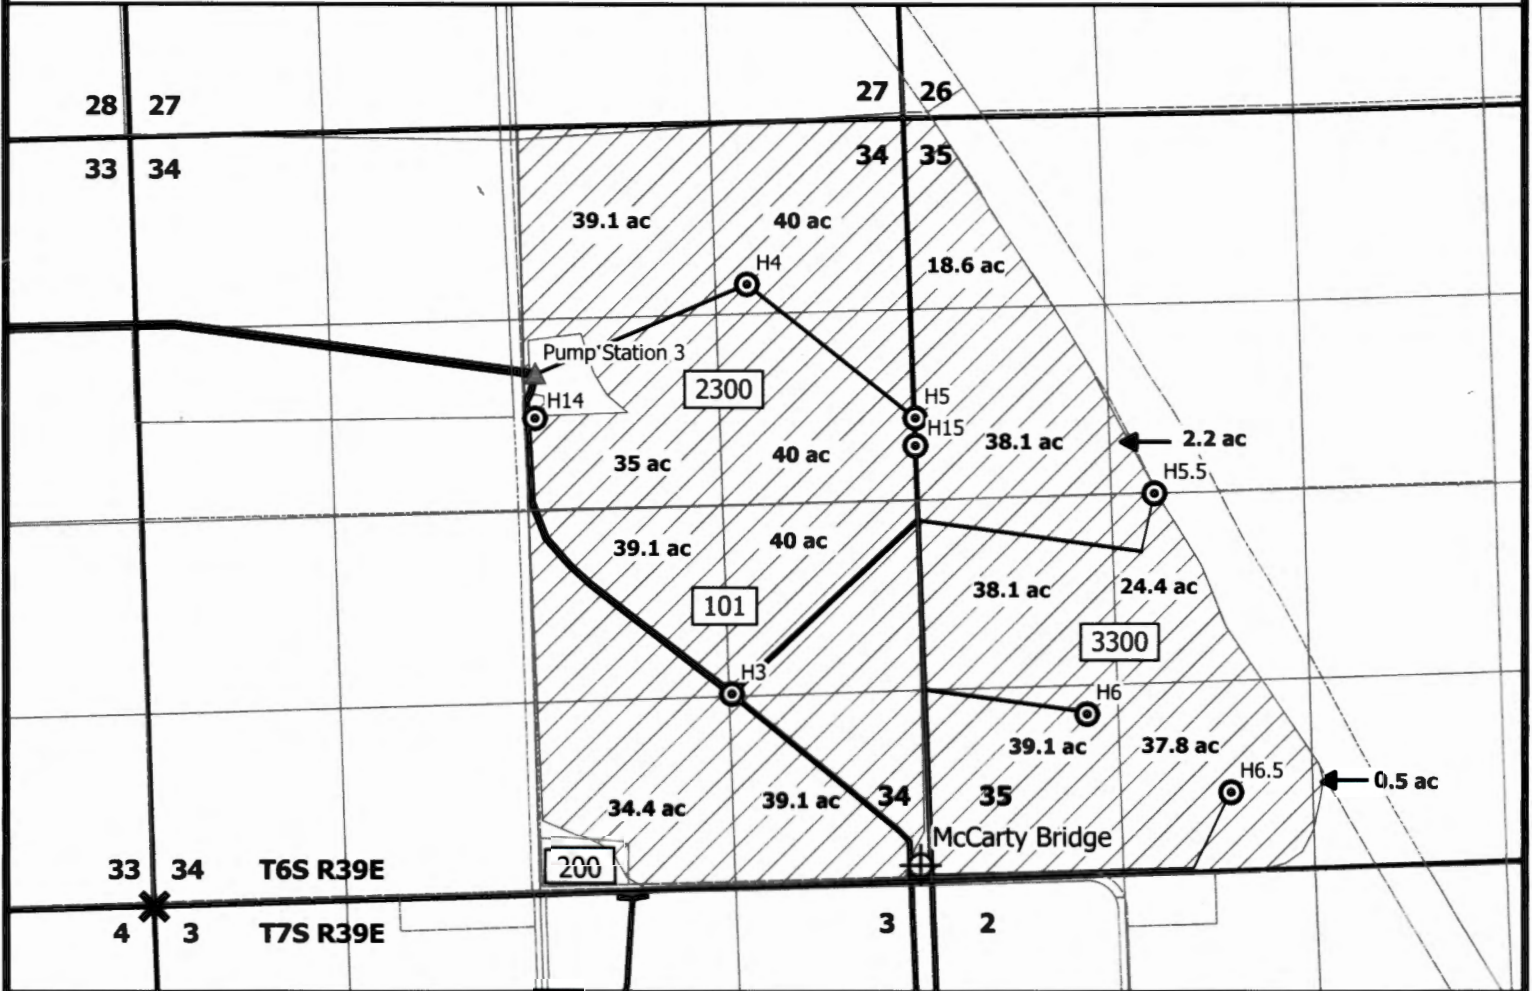 27 26
28 27
34 35
33 34
39.1 ac 40 ac
18.6 ac
H4
Pump Station 3
2300
H14
H5
H15
38.1 ac 2.2 ac
35 ac 40 ac
H5.5
39.1 ac 40 ac
38.1 ac 24.4 ac
101
3300
H3
H6
39.1 ac 37.8 ac
H6.5
0.5 ac
34.4 ac 39.1 ac 34 35
McCarty Bridge
200
33 34 T6S R39E
4 3 T7S R39E
3 2